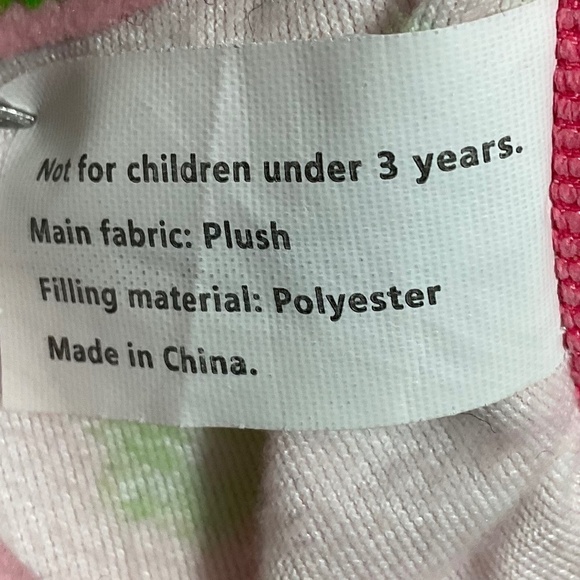 Not for children under 3 years.
Main fabric: Plush
Filling material: Polyester
Made in China.